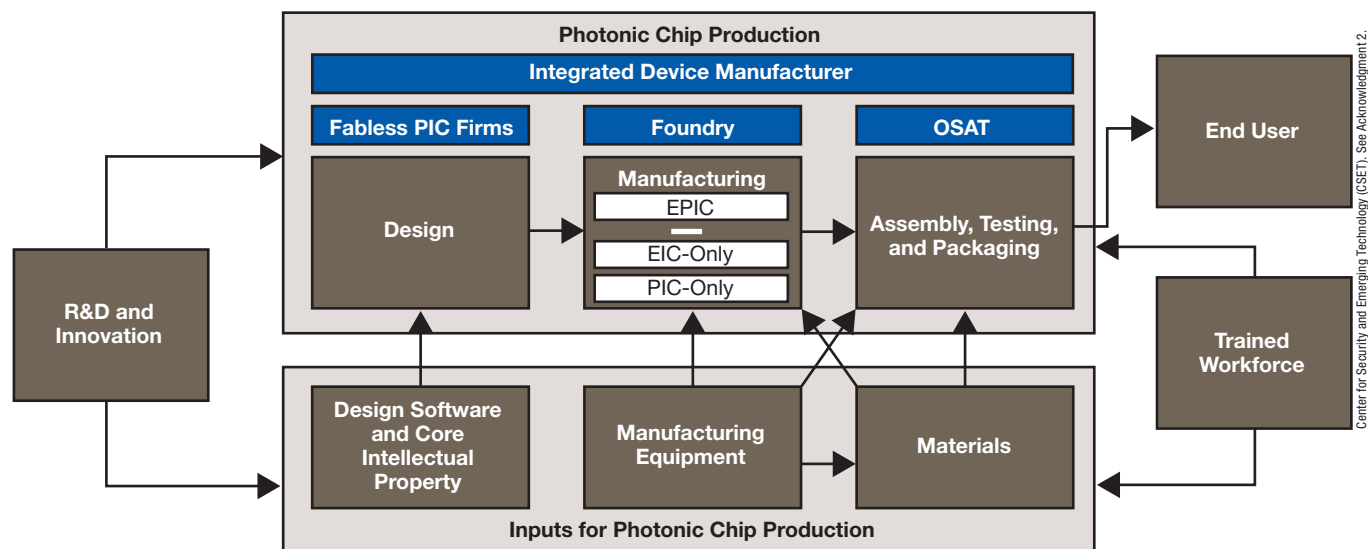 Photonic Chip Production
Integrated Device Manufacturer
Fabless PIC Firms
Foundry
OSAT
Design
Manufacturing
EPIC
EIC-Only
PIC-Only
Assembly, Testing,
and Packaging
End User
R&D and
Innovation
Trained
Workforce
Design Software
and Core
Intellectual
Property
Manufacturing
Equipment
Materials
Inputs for Photonic Chip Production
Center for Security and Emerging Technology (CSET). See Acknowledgment 2.